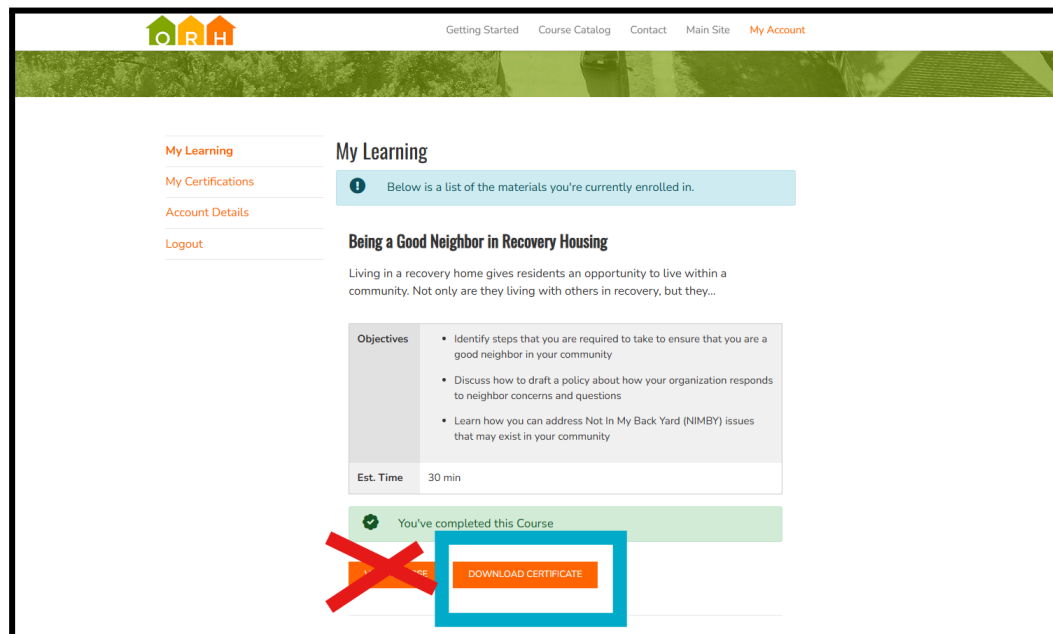 O R H
Getting Started Course Catalog Contact Main Site My Account
My Learning
My Certifications
Account Details
Logout
My Learning
Below is a list of the materials you're currently enrolled in.
Being a Good Neighbor in Recovery Housing
Living in a recovery home gives residents an opportunity to live within a
community. Not only are they living with others in recovery, but they...
Objectives
• Identify steps that you are required to take to ensure that you are a
good neighbor in your community
• Discuss how to draft a policy about how your organization responds
to neighbor concerns and questions
• Learn how you can address Not In My Back Yard (NIMBY) issues
that may exist in your community
Est. Time 30 min
You've completed this Course
DOWNLOAD CERTIFICATE